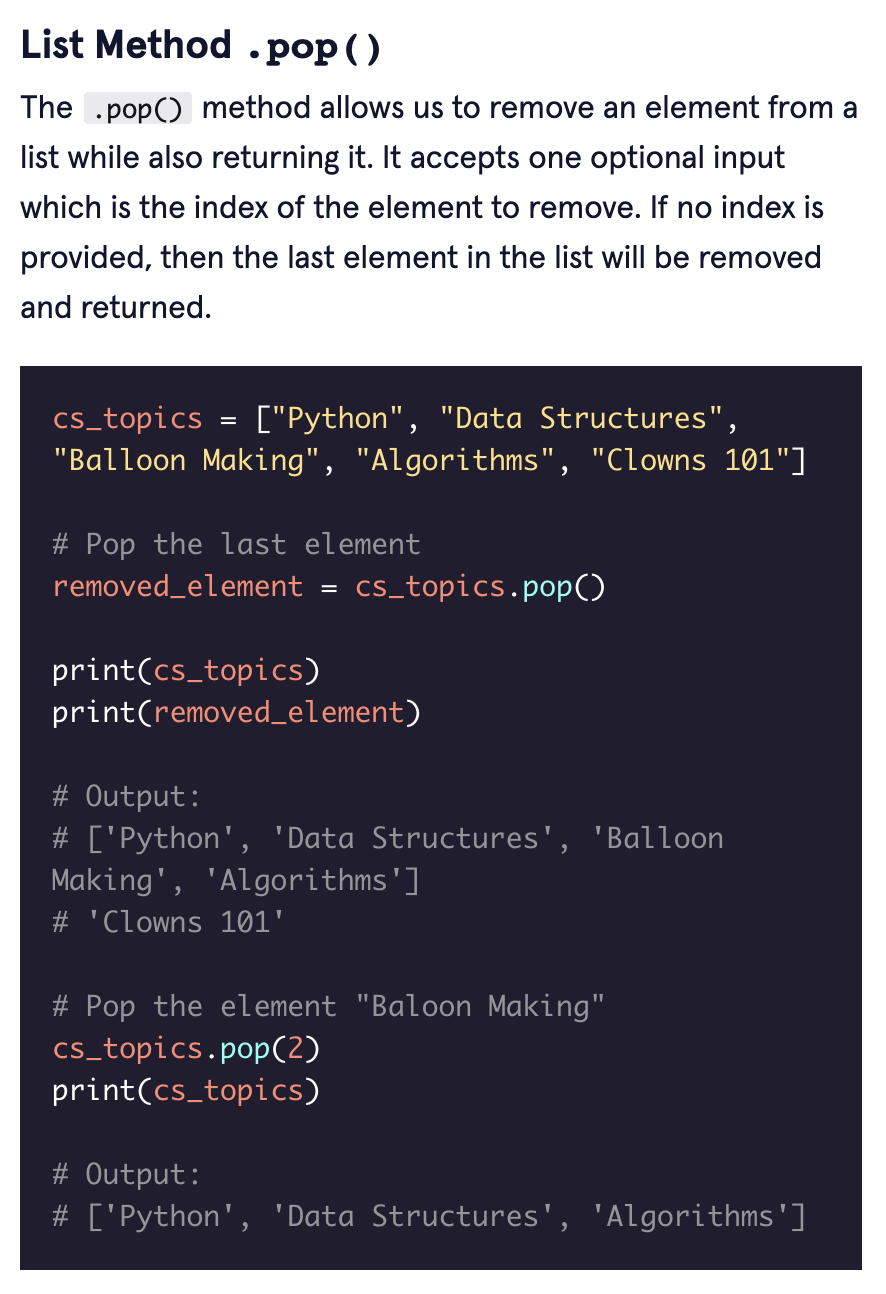 List Method .pop()
The .pop() method allows us to remove an element from a
list while also returning it. It accepts one optional input
which is the index of the element to remove. If no index is
provided, then the last element in the list will be removed
and returned.
cs_topics = ["Python", "Data Structures",
"Balloon Making", "Algorithms", "Clowns 101"]
# Pop the last element
removed_element = cs_topics.pop()
print(cs_topics)
print(removed_element)
# Output:
# ['Python', 'Data Structures', 'Balloon
Making', 'Algorithms']
# 'Clowns 101'
# Pop the element "Baloon Making"
cs_topics.pop(2)
print(cs_topics)
# Output:
# ['Python', 'Data Structures', 'Algorithms']